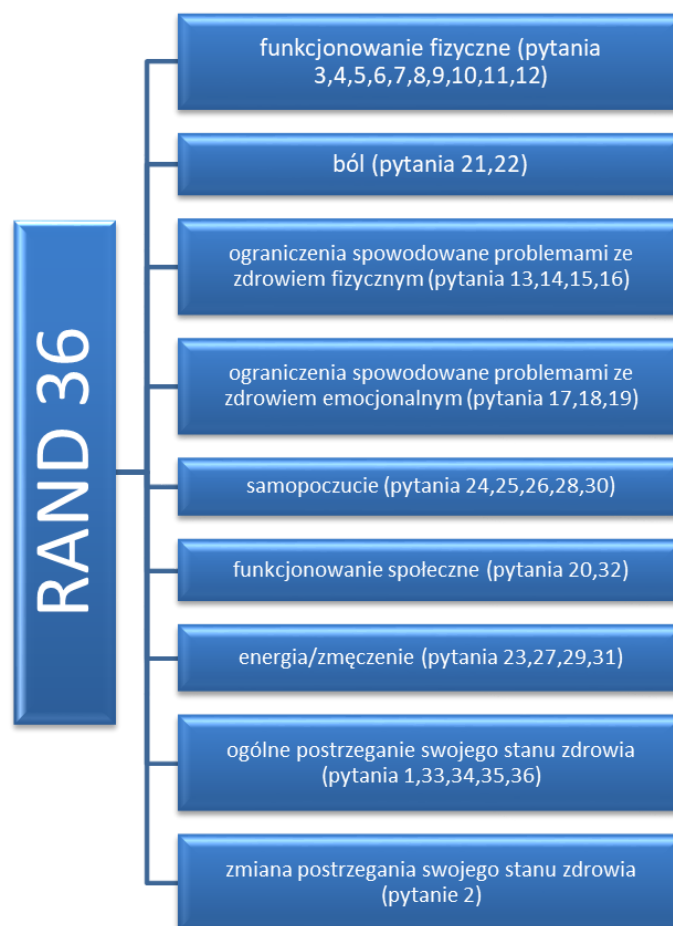 RAND 36
funkcjonowanie fizyczne (pytania
3,4,5,6,7,8,9,10,11,12)
ból (pytania 21,22)
ograniczenia spowodowane problemami ze
zdrowiem fizycznym (pytania 13,14,15,16)
ograniczenia spowodowane problemami ze
zdrowiem emocjonalnym (pytania 17,18,19)
samopoczucie (pytania 24,25,26,28,30)
funkcjonowanie społeczne (pytania 20,32)
energia/zmęczenie (pytania 23,27,29,31)
ogólne postrzeganie swojego stanu zdrowia
(pytania 1,33,34,35,36)
zmiana postrzegania swojego stanu zdrowia
(pytanie 2)